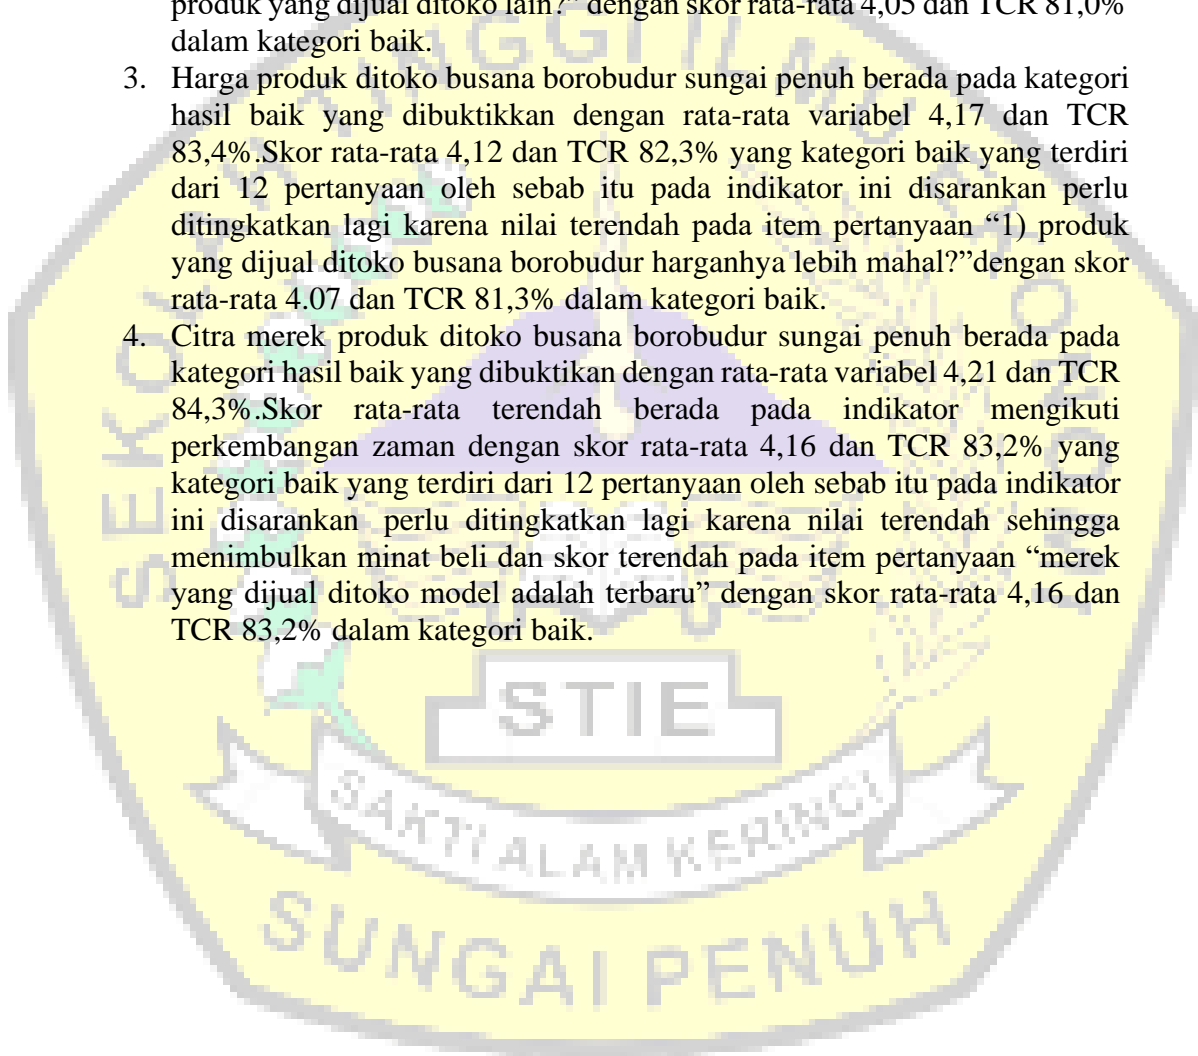 produk yang dijual ditoko lain?" dengan skor rata-rata 4,05 dan TCR 81,0%
dalam kategori baik.
3. Harga produk ditoko busana borobudur sungai penuh berada pada kategori
hasil baik yang dibuktikkan dengan rata-rata variabel 4,17 dan TCR
83,4%.Skor rata-rata 4,12 dan TCR 82,3% yang kategori baik yang terdiri
dari 12 pertanyaan oleh sebab itu pada indikator ini disarankan perlu
ditingkatkan lagi karena nilai terendah pada item pertanyaan “1) produk
yang dijual ditoko busana borobudur harganhya lebih mahal?”dengan skor
rata-rata 4.07 dan TCR 81,3% dalam kategori baik.
4. Citra merek produk ditoko busana borobudur sungai penuh berada pada
kategori hasil baik yang dibuktikan dengan rata-rata variabel 4,21 dan TCR
84,3%.Skor rata-rata terendah berada pada indikator mengikuti
perkembangan zaman dengan skor rata-rata 4,16 dan TCR 83,2% yang
kategori baik yang terdiri dari 12 pertanyaan oleh sebab itu pada indikator
ini disarankan perlu ditingkatkan lagi karena nilai terendah sehingga
menimbulkan minat beli dan skor terendah pada item pertanyaan “merek
yang dijual ditoko model adalah terbaru” dengan skor rata-rata 4,16 dan
TCR 83,2% dalam kategori baik.
SEKOLAH TINGGI ILMU EKONOMI
STIE
SAKTI ALAM KERINCI
SUNGAI PENUH